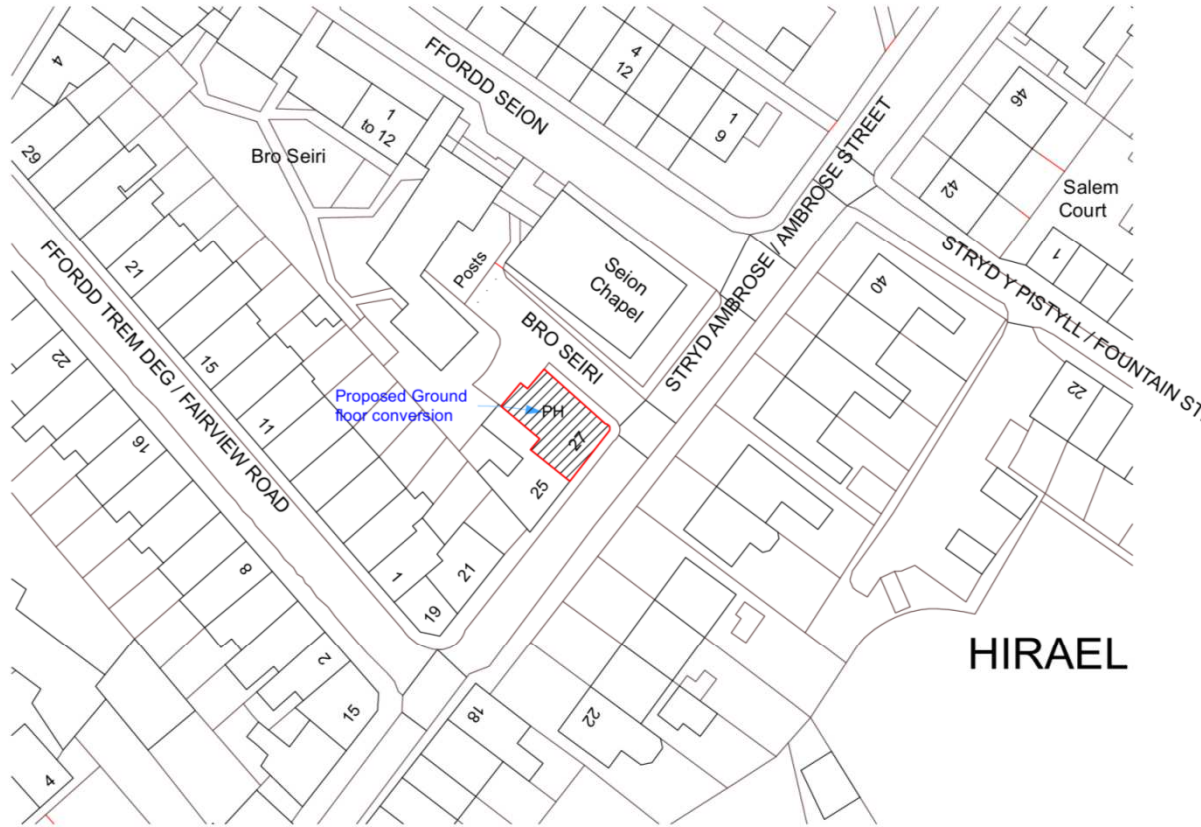 4
FFORDD SEION
4
12
1
9
1
to 12
Bro Seiri
29
46
42
Salem
Court
1
STRYD AMBROSE / AMBROSE STREET
STRYD Y PISTYLL / FOUNTAIN ST
Posts
Seion
Chapel
BRO SEIRI
40
21
FFORDD TREM DEG / FAIRVIEW ROAD
22
15
11
16
Proposed Ground
floor conversion
PH
27
25
22
21
1
19
8
2
15
18
22
4
HIRAEL